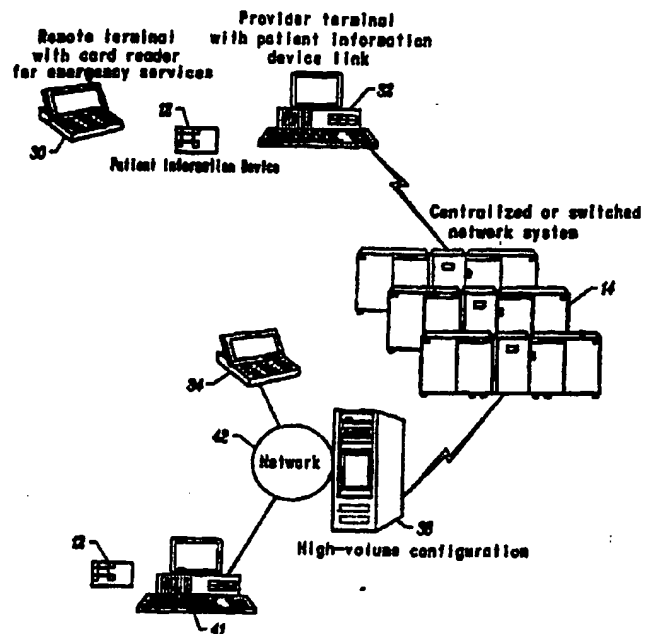 Provider terminal
with patient information
device link
Remote terminal
with card reader
for emergency services
32
12
30
Patient Information Device
Centralized or switched
network system
14
34
42
Network
38
High-volume configuration
12
41